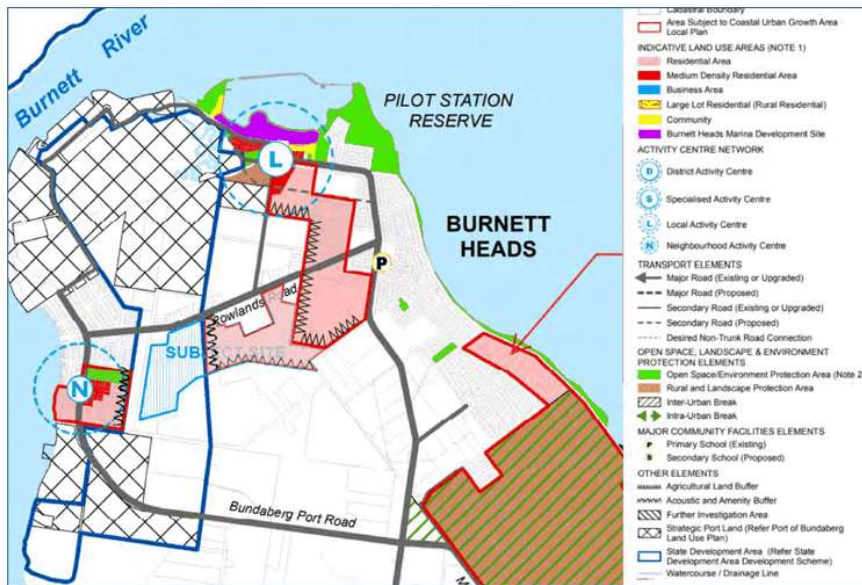 Burnett River
PILOT STATION
RESERVE
L
BURNETT
HEADS
P
Rowlands Road
SUBJECT SITE
N
Bundaberg Port Road
M
Cadastral Boundary
Area Subject to Coastal Urban Growth Area
Local Plan
INDICATIVE LAND USE AREAS (NOTE 1)
Residential Area
Medium Density Residential Area
Business Area
Large Lot Residential (Rural Residential)
Community
Burnett Heads Marina Development Site
ACTIVITY CENTRE NETWORK
D District Activity Centre
S Specialised Activity Centre
L Local Activity Centre
N Neighbourhood Activity Centre
TRANSPORT ELEMENTS
Major Road (Existing or Upgraded)
Major Road (Proposed)
Secondary Road (Existing or Upgraded)
Secondary Road (Proposed)
Desired Non-Trunk Road Connection
OPEN SPACE, LANDSCAPE & ENVIRONMENT
PROTECTION ELEMENTS
Open Space/Environment Protection Area (Note 2
Rural and Landscape Protection Area
Inter-Urban Break
Intra-Urban Break
MAJOR COMMUNITY FACILITIES ELEMENTS
P Primary School (Existing)
S Secondary School (Proposed)
OTHER ELEMENTS
Agricultural Land Buffer
Acoustic and Amenity Buffer
Further Investigation Area
Strategic Port Land (Refer Port of Bundaberg
Land Use Plan)
State Development Area (Refer State
Development Area Development Scheme)
Watercourse / Drainage Line